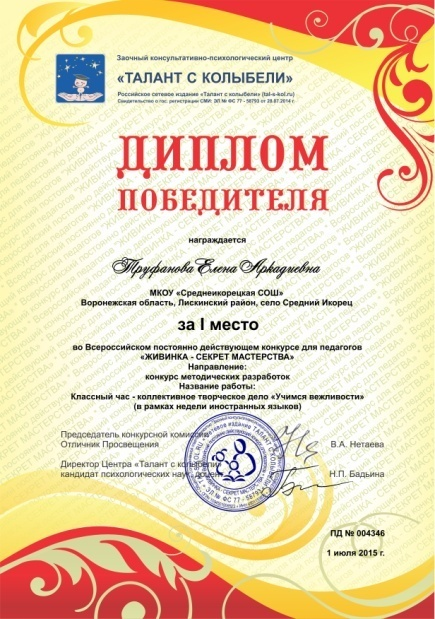 Заочный консультативно-психологический центр
«ТАЛАНТ С КОЛЫБЕЛИ»
Российское сетевое издание «Талант с колыбели» (tal-s-kol.ru)
Свидетельство о гос. регистрации СМИ: ЭЛ № ФС 77 - 58793 от 28.07.2014 г.
ДИПЛОМ
ПОБЕДИТЕЛЯ
награждается
Труфанова Елена Аркадиевна
МКОУ «Среднеикорецкая СОШ»
Воронежская область, Лискинский район, село Средний Икорец
за I место
во Всероссийском постоянно действующем конкурсе для педагогов
«ЖИВИНКА - СЕКРЕТ МАСТЕРСТВА»
Направление:
конкурс методических разработок
Название работы:
Классный час - коллективное творческое дело «Учимся вежливости»
(в рамках недели иностранных языков)
Председатель конкурсной комиссии
Отличник Просвещения
В.А. Нетаева
Директор Центра «Талант с колыбели»
кандидат психологических наук, доцент
Н.П. Бадьина
ПД № 004346
1 июля 2015 г.